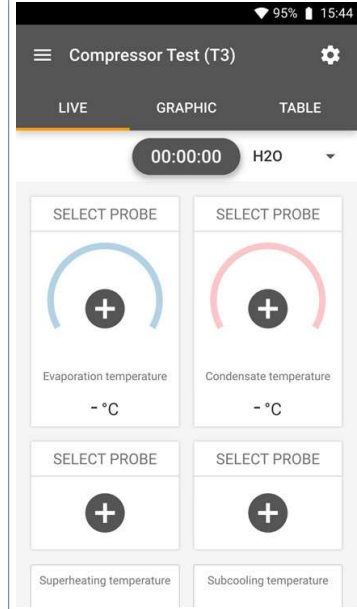 95% 15:44
Compressor Test (T3)
LIVE GRAPHIC TABLE
00:00:00 H2O
SELECT PROBE SELECT PROBE
Evaporation temperature Condensate temperature
- °C - °C
SELECT PROBE SELECT PROBE
Superheating temperature Subcooling temperature